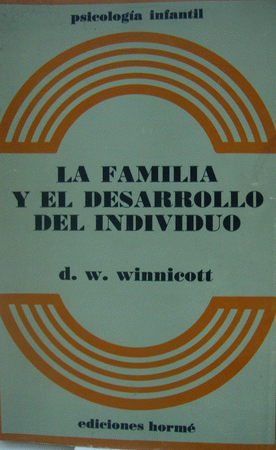 psicología infantil
LA FAMILIA
Y EL DESARROLLO
DEL INDIVIDUO
d. w. winnicott
ediciones hormé